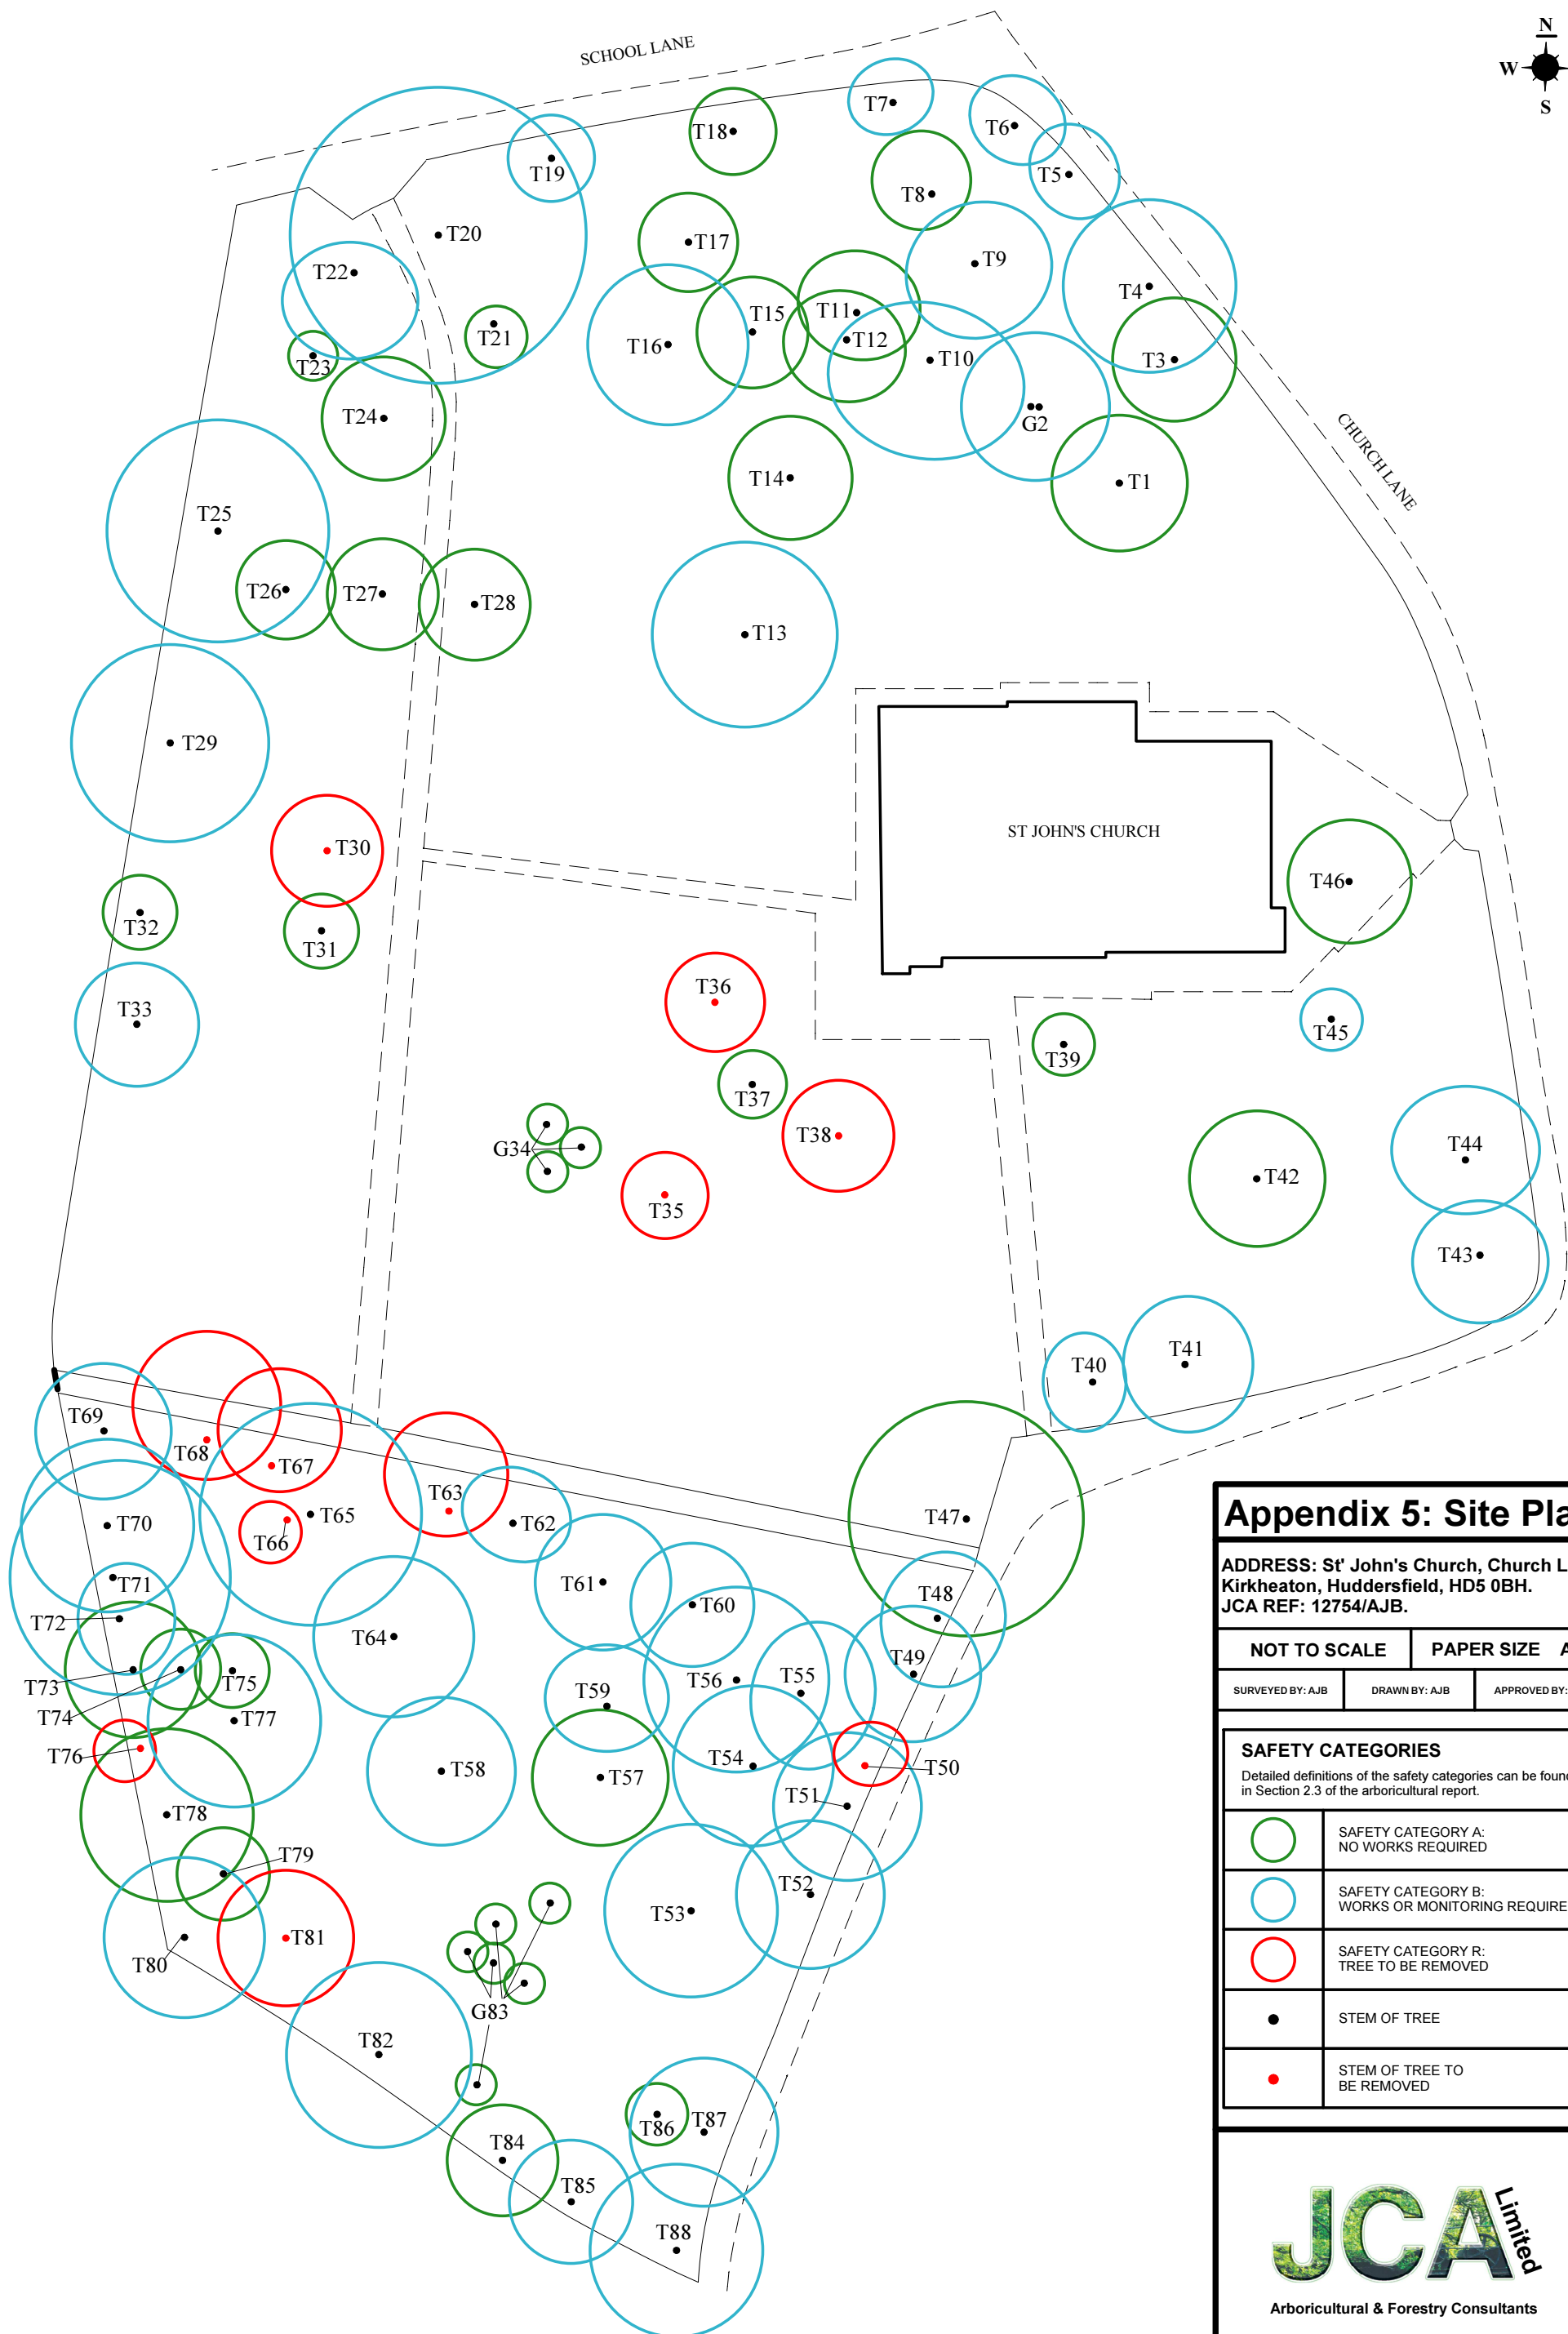 N
W
S
SCHOOL LANE
T7
T6
T18
T5
T19
T8
T20
T17
T9
T22
T4
T11
T15
T21
T12
T16
T10
T3
T23
T24
G2
CHURCH LANE
T14
T1
T25
T26
T27
T28
T13
T29
ST JOHN'S CHURCH
T30
T46
T32
T31
T36
T33
T45
T39
T37
T38
G34
T44
T42
T35
T43
T40
T41
T69
T68
T67
T63
T47
T65
T70
T62
T66
T71
T61
T60
T48
T72
T64
T49
T56
T55
T75
T73
T59
T74
T77
T76
T54
T50
T58
T57
T51
T78
T79
T52
T53
T81
T80
G83
T82
T86
T87
T84
T85
T88
Appendix 5: Site Pla
ADDRESS: St' John's Church, Church L
Kirkheaton, Huddersfield, HD5 0BH.
JCA REF: 12754/AJB.
NOT TO SCALE
PAPER SIZE A
SURVEYED BY: AJB
DRAWN BY: AJB
APPROVED BY:
SAFETY CATEGORIES
Detailed definitions of the safety categories can be found
in Section 2.3 of the arboricultural report.
SAFETY CATEGORY A:
NO WORKS REQUIRED
SAFETY CATEGORY B:
WORKS OR MONITORING REQUIRE
SAFETY CATEGORY R:
TREE TO BE REMOVED
STEM OF TREE
STEM OF TREE TO
BE REMOVED
JCA Limited
Arboricultural & Forestry Consultants